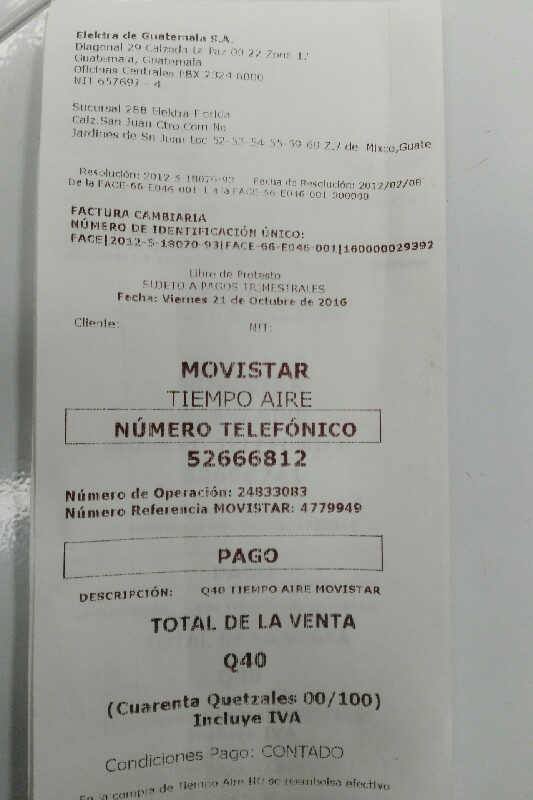 Elektra de Guatemala S.A.
Diagonal 29 Calzada La Paz 00 22 Zona 17
Guatemala, Guatemala
Oficinas Centrales PBX 2324 6000
NIT 657697 - 4
Sucursal 288 Elektra Florida
Calz.San Juan Ctro Com No
Jardines de Sn Juan Loc 52-53-54-55-59-60 Z.7 de Mixco,Guate
Resolución: 2012-5-18070-93 Fecha de Resolución: 2012/02/08
De la FACE-66-E046-001-1 a la FACE-66-E046-001-300000
FACTURA CAMBIARIA
NÚMERO DE IDENTIFICACIÓN ÚNICO:
FACE|2012-5-18070-93|FACE-66-E046-001|160000029392
Libre de Protesto
SUJETO A PAGOS TRIMESTRALES
Fecha: Viernes 21 de Octubre de 2016
Cliente: NIT:
MOVISTAR
TIEMPO AIRE
NÚMERO TELEFÓNICO
52666812
Número de Operación: 24833083
Número Referencia MOVISTAR: 4779949
PAGO
DESCRIPCIÓN: Q40 TIEMPO AIRE MOVISTAR
TOTAL DE LA VENTA
Q40
(Cuarenta Quetzales 00/100)
Incluye IVA
Condiciones Pago: CONTADO
En la compra de Tiempo Aire NO se reembolsa efectivo